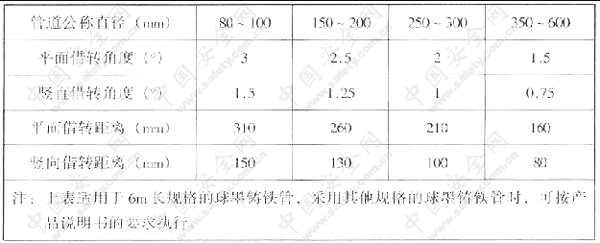 管道公称直径（mm） 80～100 150～200 250～300 350～600
平面借转角度（°） 3 2.5 2 1.5
竖直借转角度（°） 1.5 1.25 1 0.75
平面借转距离（mm） 310 260 210 160
竖向借转距离（mm） 150 130 100 80
注：上表适用于6m长规格的球墨铸铁管，采用其他规格的球墨铸铁管时，可按产
品说明书的要求执行。